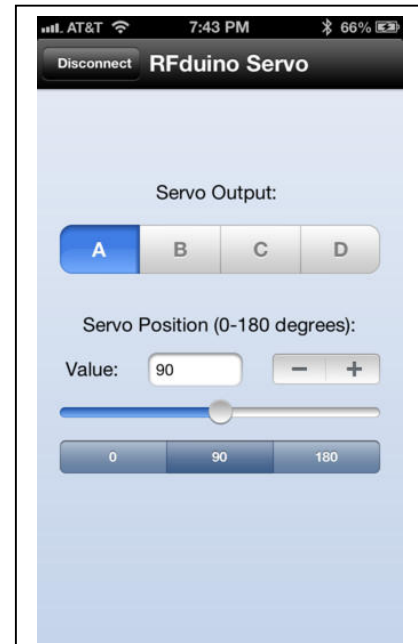 AT&T 7:43 PM 66%
Disconnect RFduino Servo
Servo Output:
A B C D
Servo Position (0-180 degrees):
Value: 90 − +
0 90 180